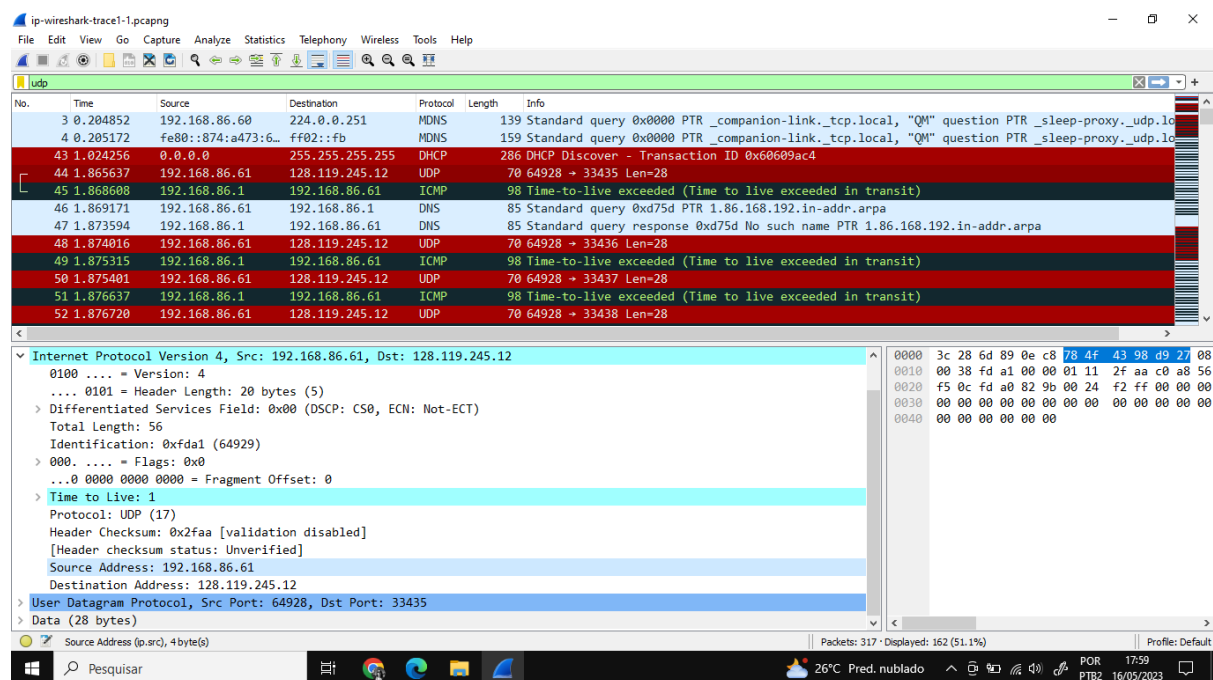 ip-wireshark-trace1-1.pcapng
File Edit View Go Capture Analyze Statistics Telephony Wireless Tools Help
udp
No. Time Source Destination Protocol Length Info
3 0.204852 192.168.86.60 224.0.0.251 MDNS 139 Standard query 0x0000 PTR _companion-link._tcp.local, "QM" question PTR _sleep-proxy._udp.lo
4 0.205172 fe80::874:a473:6… ff02::fb MDNS 159 Standard query 0x0000 PTR _companion-link._tcp.local, "QM" question PTR _sleep-proxy._udp.lo
43 1.024256 0.0.0.0 255.255.255.255 DHCP 286 DHCP Discover - Transaction ID 0x60609ac4
44 1.865637 192.168.86.61 128.119.245.12 UDP 70 64928 → 33435 Len=28
45 1.868608 192.168.86.1 192.168.86.61 ICMP 98 Time-to-live exceeded (Time to live exceeded in transit)
46 1.869171 192.168.86.61 192.168.86.1 DNS 85 Standard query 0xd75d PTR 1.86.168.192.in-addr.arpa
47 1.873594 192.168.86.1 192.168.86.61 DNS 85 Standard query response 0xd75d No such name PTR 1.86.168.192.in-addr.arpa
48 1.874016 192.168.86.61 128.119.245.12 UDP 70 64928 → 33436 Len=28
49 1.875315 192.168.86.1 192.168.86.61 ICMP 98 Time-to-live exceeded (Time to live exceeded in transit)
50 1.875401 192.168.86.61 128.119.245.12 UDP 70 64928 → 33437 Len=28
51 1.876637 192.168.86.1 192.168.86.61 ICMP 98 Time-to-live exceeded (Time to live exceeded in transit)
52 1.876720 192.168.86.61 128.119.245.12 UDP 70 64928 → 33438 Len=28
Internet Protocol Version 4, Src: 192.168.86.61, Dst: 128.119.245.12
0100 .... = Version: 4
.... 0101 = Header Length: 20 bytes (5)
Differentiated Services Field: 0x00 (DSCP: CS0, ECN: Not-ECT)
Total Length: 56
Identification: 0xfda1 (64929)
000. .... = Flags: 0x0
...0 0000 0000 0000 = Fragment Offset: 0
Time to Live: 1
Protocol: UDP (17)
Header Checksum: 0x2faa [validation disabled]
[Header checksum status: Unverified]
Source Address: 192.168.86.61
Destination Address: 128.119.245.12
User Datagram Protocol, Src Port: 64928, Dst Port: 33435
Data (28 bytes)
0000 3c 28 6d 89 0e c8 78 4f 43 98 d9 27 08
0010 00 38 fd a1 00 00 01 11 2f aa c0 a8 56
0020 f5 0c fd a0 82 9b 00 24 f2 ff 00 00 00
0030 00 00 00 00 00 00 00 00 00 00 00 00 00
0040 00 00 00 00 00 00
Source Address (ip.src), 4 byte(s)
Packets: 317 · Displayed: 162 (51.1%)
Profile: Default
Pesquisar
26°C Pred. nublado
POR
PTB2
17:59
16/05/2023